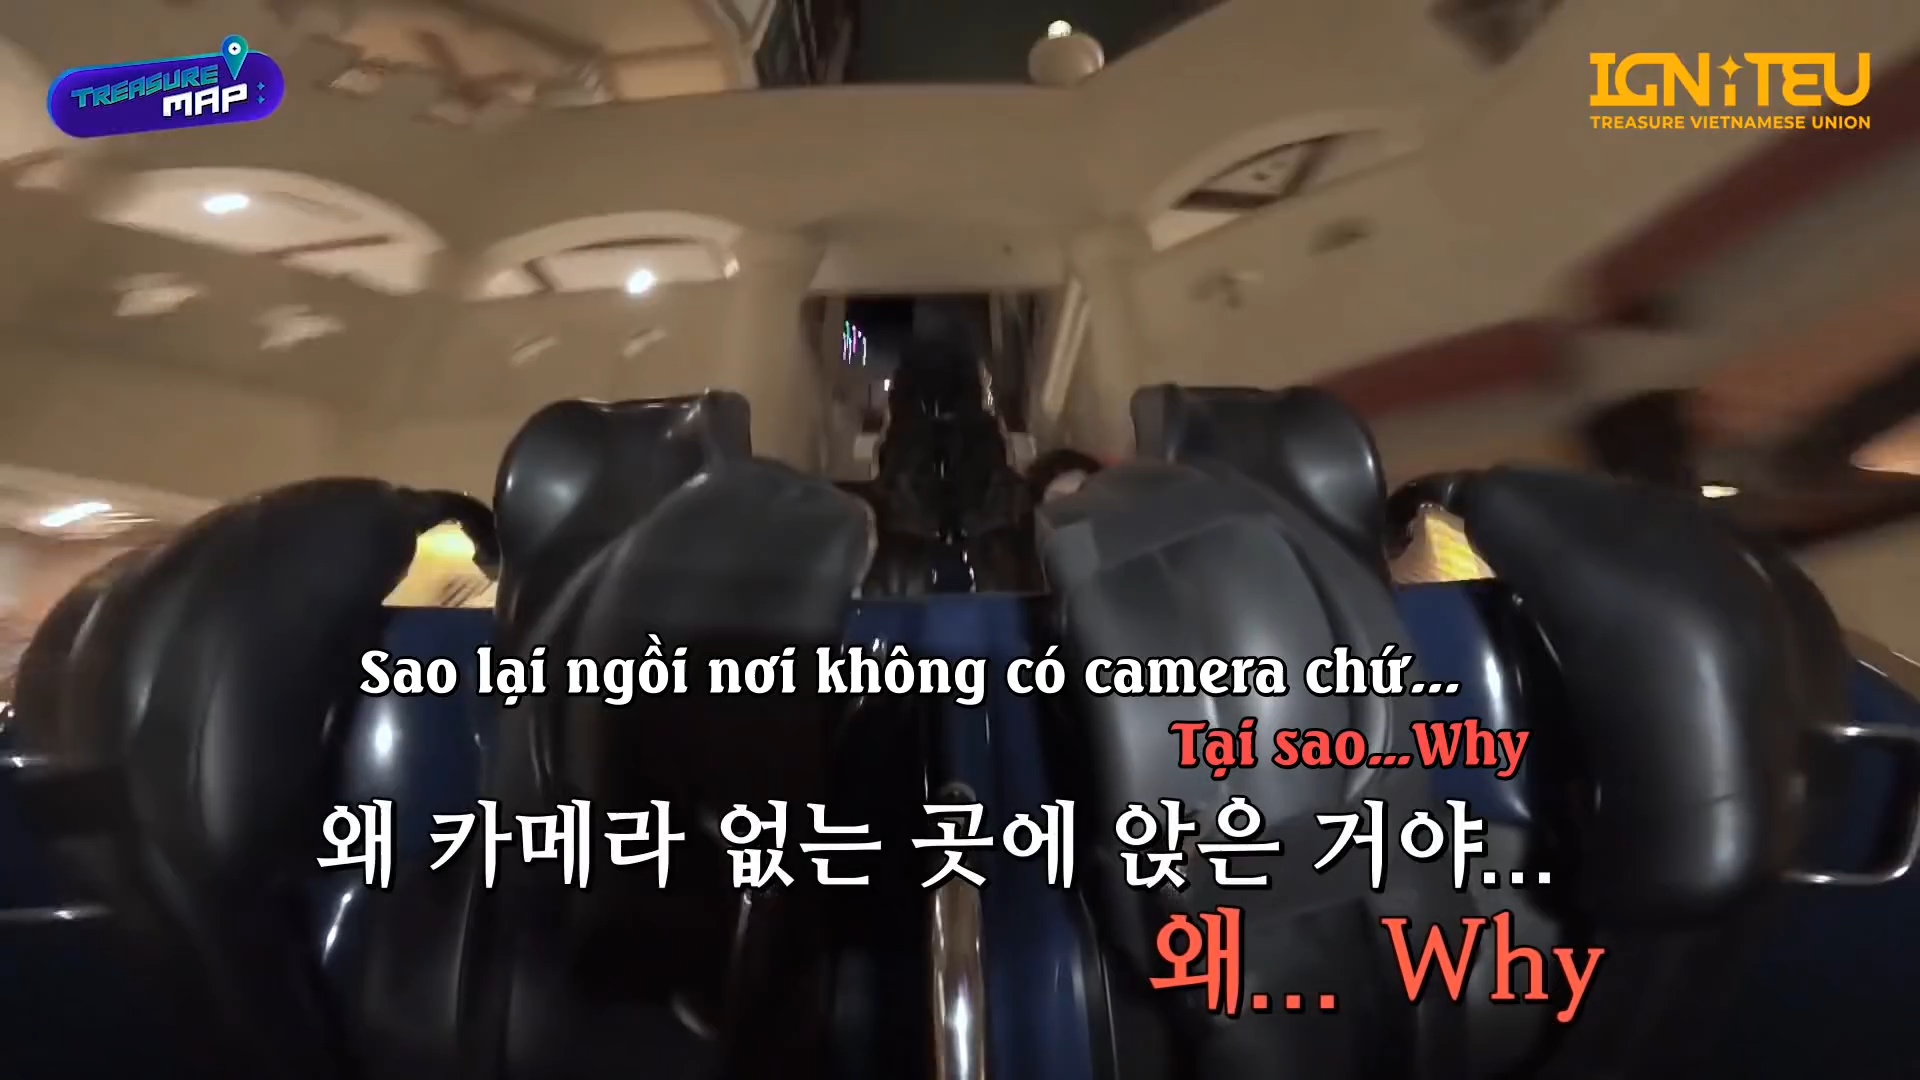 TREASURE
MAP
IGNITEU
TREASURE VIETNAMESE UNION
Sao lại ngồi nơi không có camera chứ...
Tại sao...Why
왜 카메라 없는 곳에 앉은 거야...
왜... Why